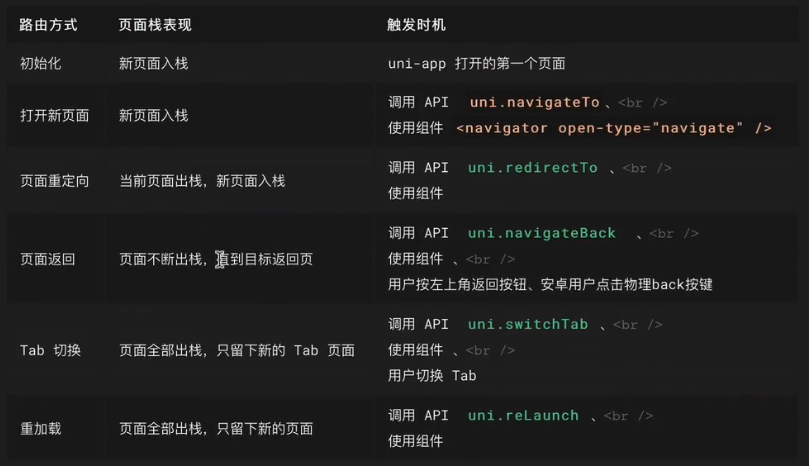 路由方式 页面栈表现 触发时机
初始化 新页面入栈 uni-app 打开的第一个页面
打开新页面 新页面入栈 调用 API uni.navigateTo 、<br />
使用组件 <navigator open-type="navigate" />
页面重定向 当前页面出栈，新页面入栈 调用 API uni.redirectTo 、<br />
使用组件
页面返回 页面不断出栈，直到目标返回页 调用 API uni.navigateBack 、<br />
使用组件 、<br />
用户按左上角返回按钮、安卓用户点击物理back按键
Tab 切换 页面全部出栈，只留下新的 Tab 页面 调用 API uni.switchTab 、<br />
使用组件 、<br />
用户切换 Tab
重加载 页面全部出栈，只留下新的页面 调用 API uni.reLaunch 、<br />
使用组件